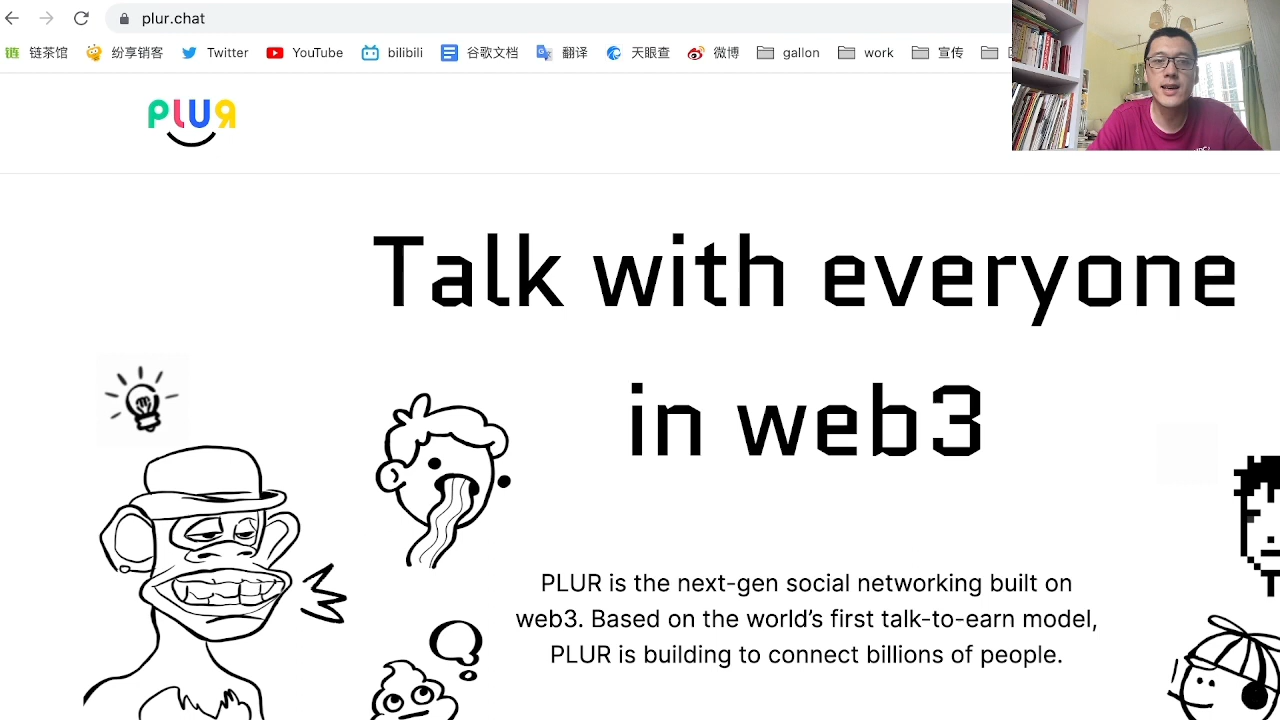 plur.chat
链 链茶馆 纷享销客 Twitter YouTube bilibili 谷歌文档 翻译 天眼查 微博 gallon work 宣传
PLUR
Talk with everyone
in web3
PLUR is the next-gen social networking built on
web3. Based on the world’s first talk-to-earn model,
PLUR is building to connect billions of people.